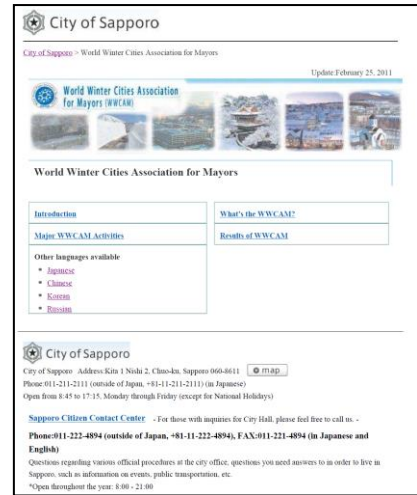 City of Sapporo
City of Sapporo > World Winter Cities Association for Mayors
Update:February 25, 2011
World Winter Cities Association
for Mayors (WWCAM)
World Winter Cities Association for Mayors
Introduction
What's the WWCAM?
Major WWCAM Activities
Results of WWCAM
Other languages available
Japanese
Chinese
Korean
Russian
City of Sapporo
City of Sapporo Address:Kita 1 Nishi 2, Chuo-ku, Sapporo 060-8611 map
Phone:011-211-2111 (outside of Japan, +81-11-211-2111) (in Japanese)
Open from 8:45 to 17:15, Monday through Friday (except for National Holidays)
Sapporo Citizen Contact Center - For those with inquiries for City Hall, please feel free to call us. -
Phone:011-222-4894 (outside of Japan, +81-11-222-4894), FAX:011-221-4894 (in Japanese and
English)
Questions regarding various official procedures at the city office, questions you need answers to in order to live in
Sapporo, such as information on events, public transportation, etc.
*Open throughout the year: 8:00 - 21:00